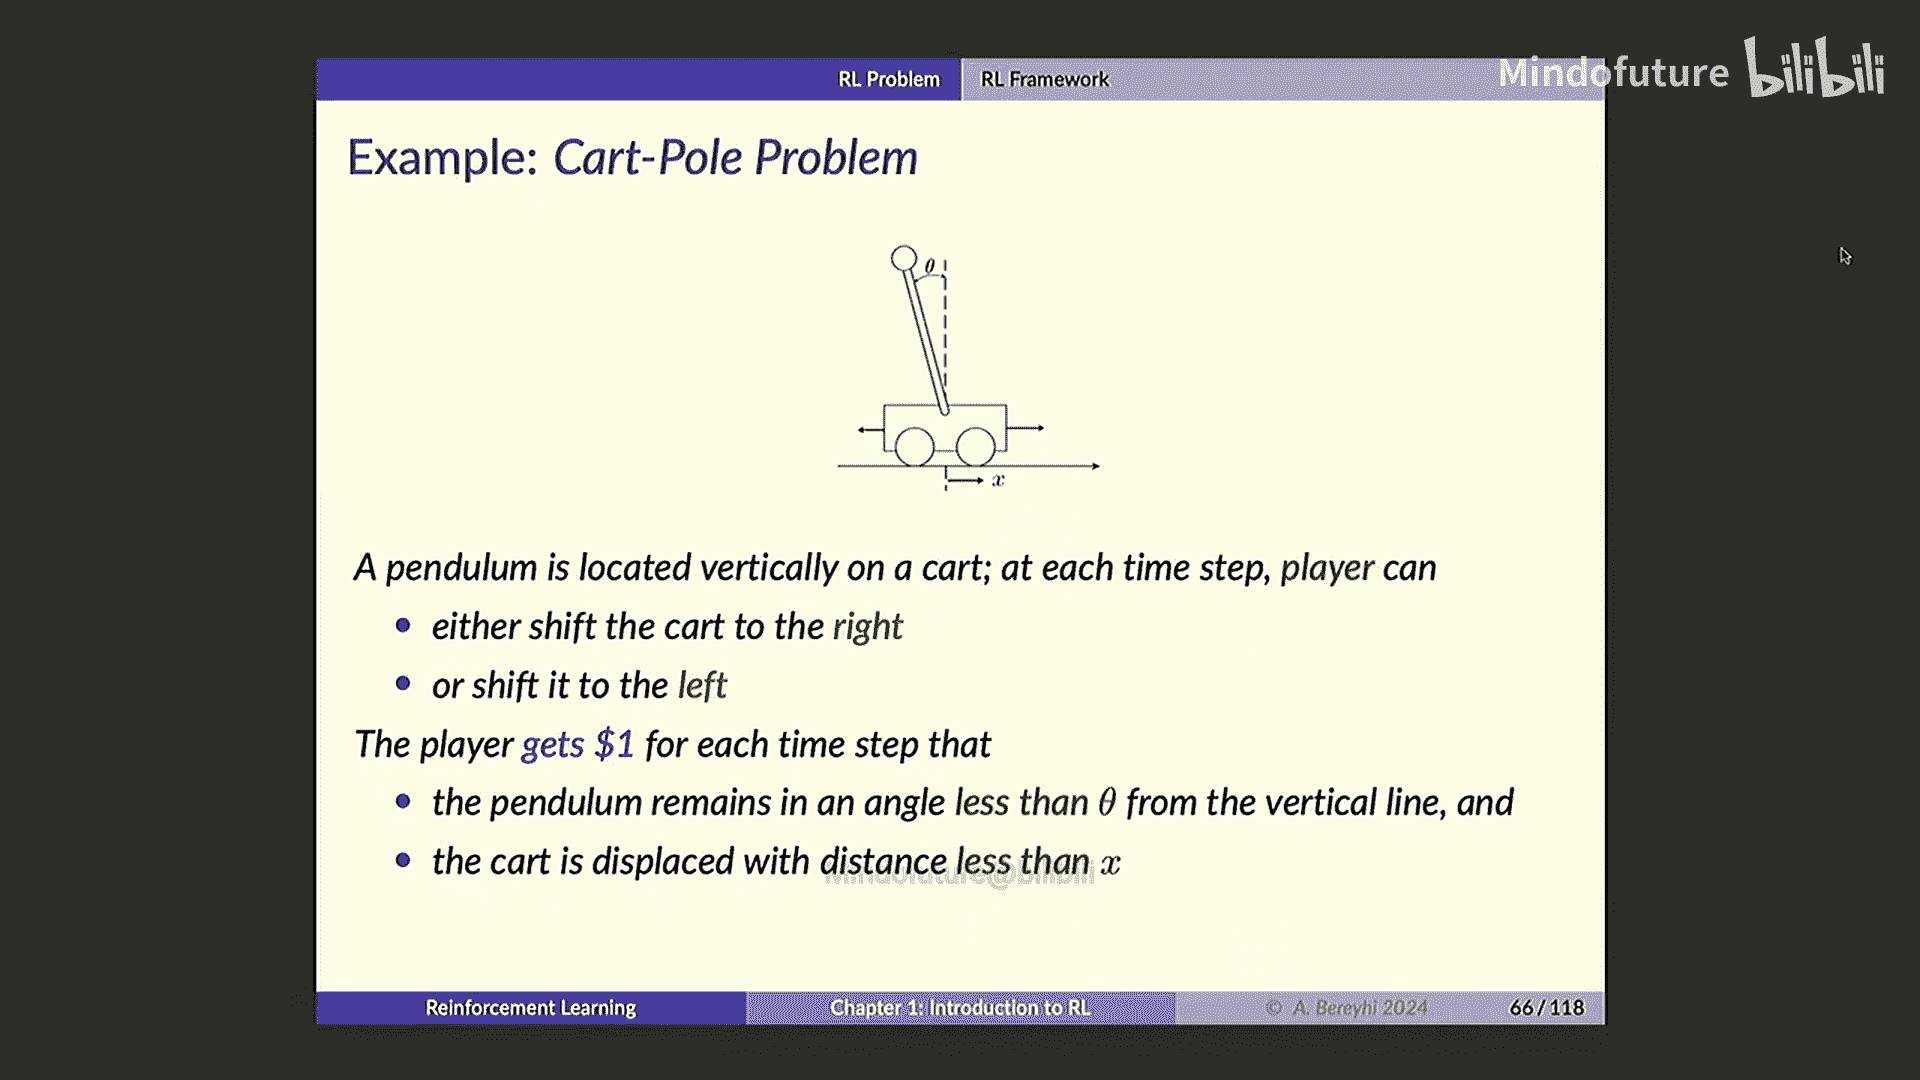 Mindofuture bilibili
RL Problem RL Framework
Example: Cart-Pole Problem
θ
x
A pendulum is located vertically on a cart; at each time step, player can
• either shift the cart to the right
• or shift it to the left
The player gets $1 for each time step that
• the pendulum remains in an angle less than θ from the vertical line, and
• the cart is displaced with distance less than x
Mindofuture@bilibili
Reinforcement Learning Chapter 1: Introduction to RL © A. Bereyhi 2024 66 / 118